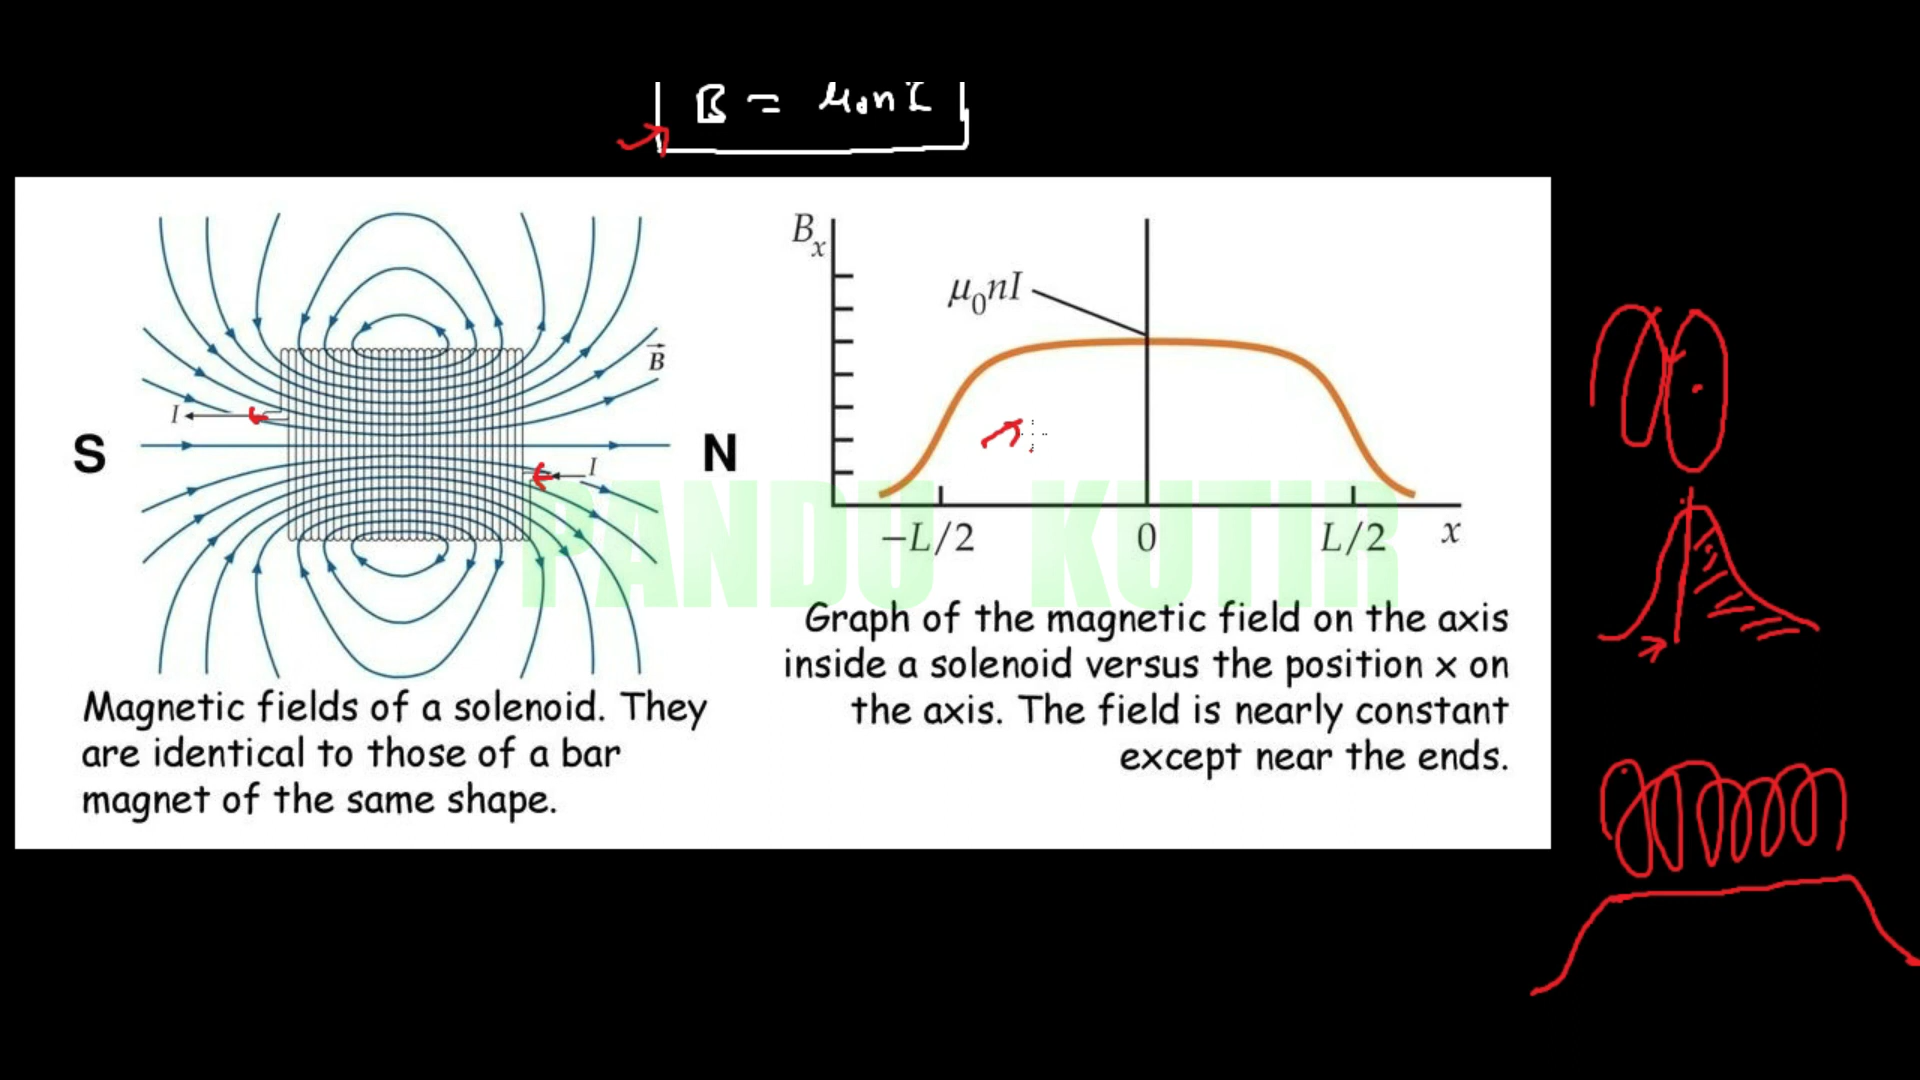 B = μ₀nI
Bₓ
μ₀nI
B
I
S
N
I
−L/2 0 L/2 x
PANDU KUTIR
Graph of the magnetic field on the axis
inside a solenoid versus the position x on
the axis. The field is nearly constant
except near the ends.
Magnetic fields of a solenoid. They
are identical to those of a bar
magnet of the same shape.